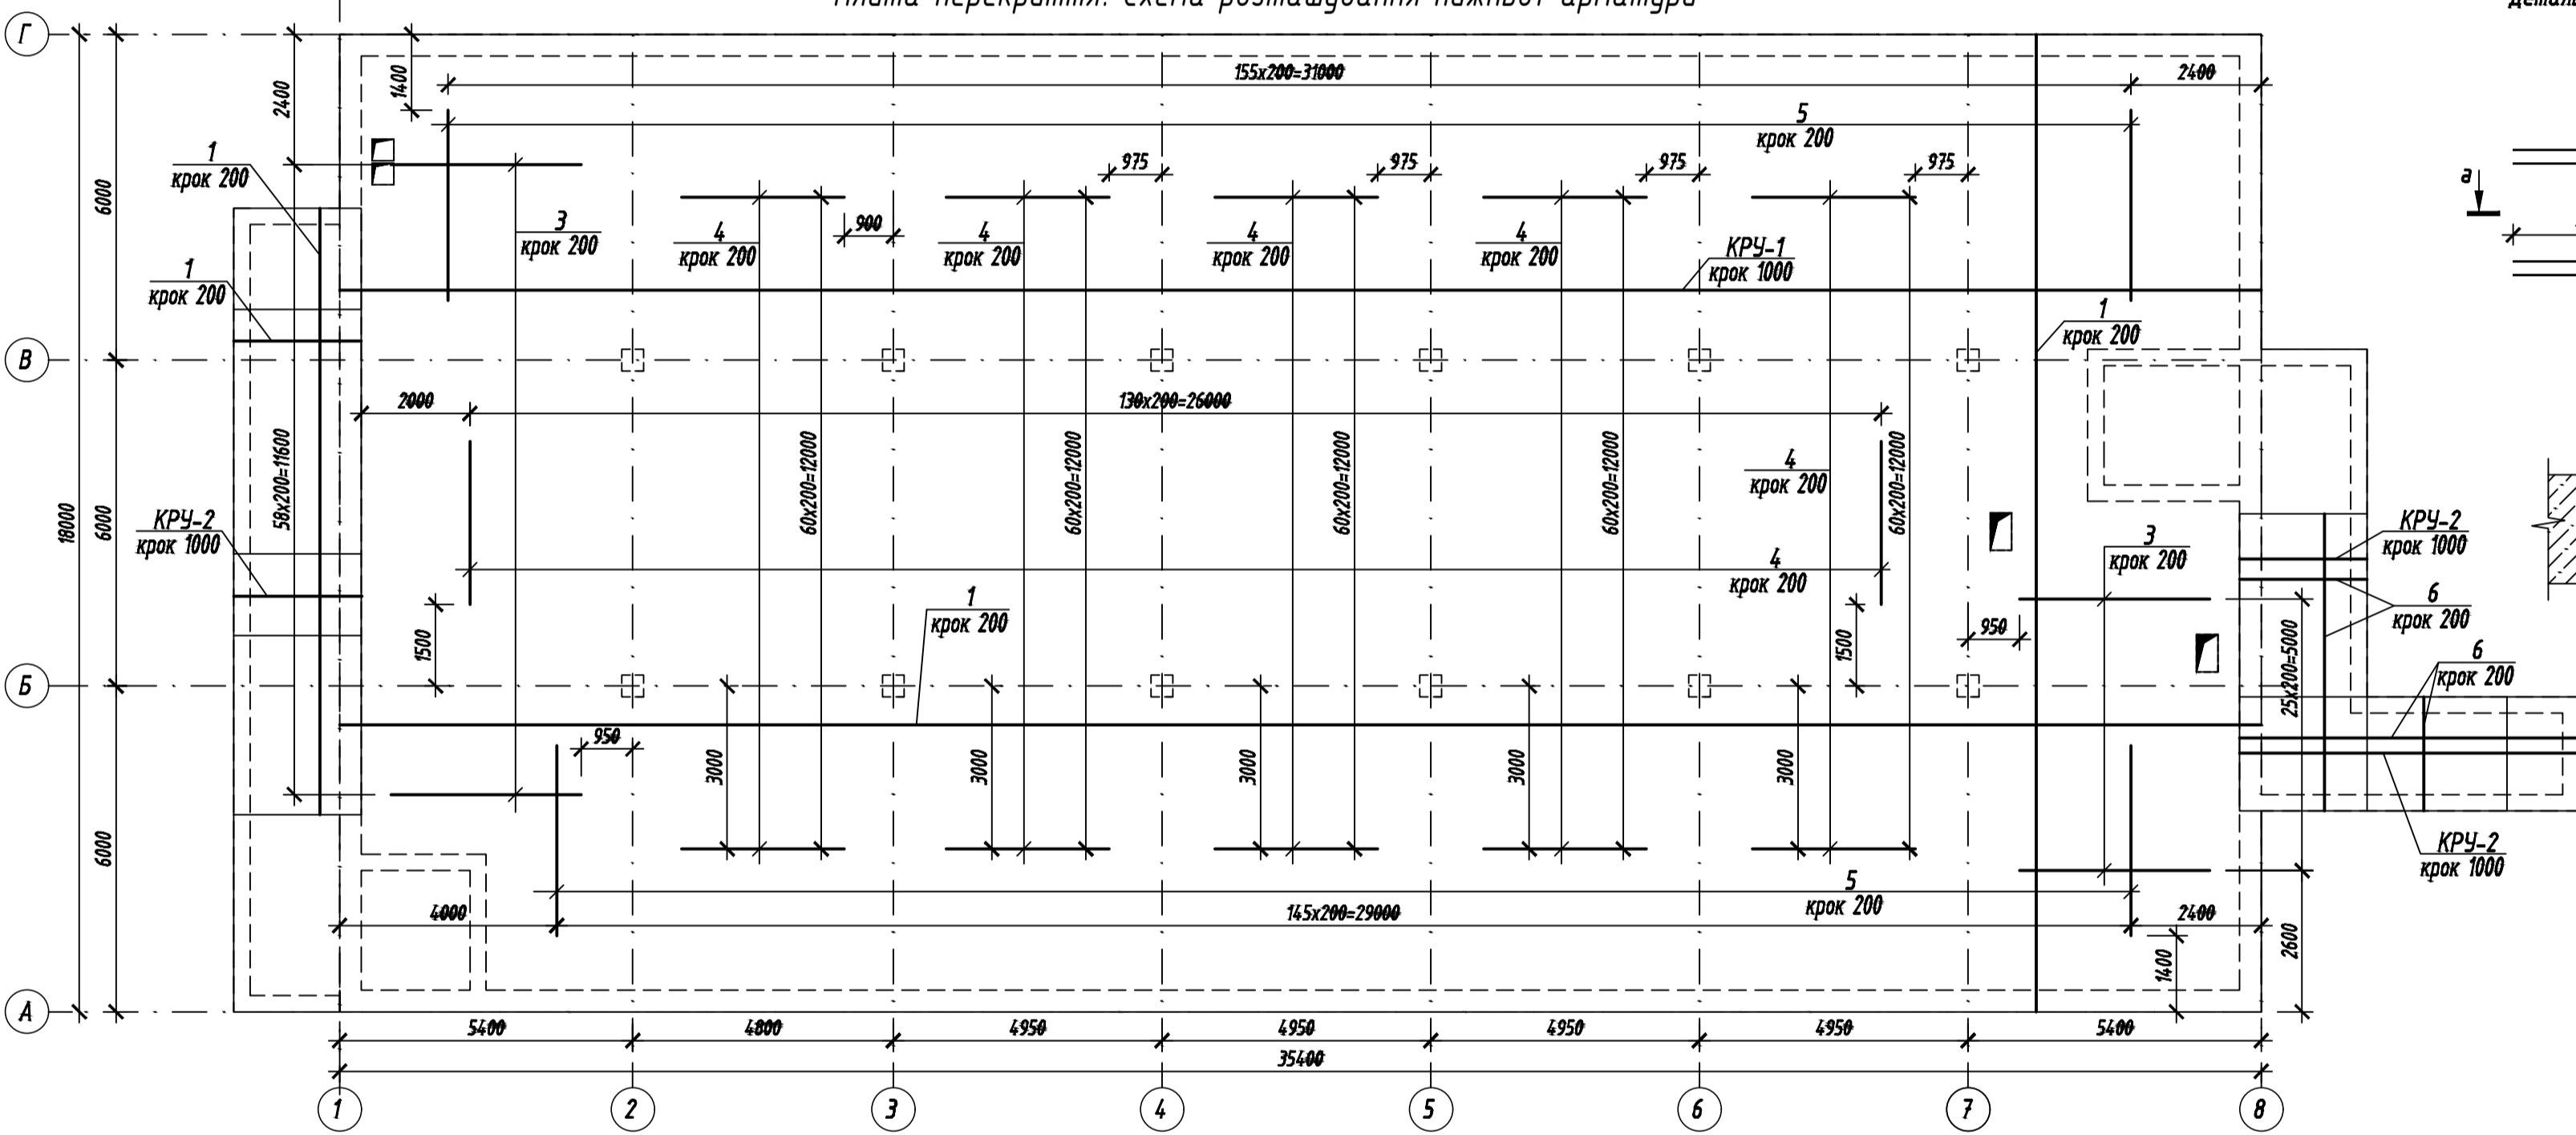 Плита перекриття. Схема розташування нижньої арматури
Г
В
Б
А
18000
6000
6000
6000
2400
1400
155х200=31000
2400
5
крок 200
1
крок 200
975
975
975
975
3
крок 200
900
4
крок 200
4
крок 200
4
крок 200
4
крок 200
КРУ-1
крок 1000
1
крок 200
1
крок 200
а
2000
130х200=26000
58х200=11600
60х200=12000
60х200=12000
60х200=12000
60х200=12000
60х200=12000
4
крок 200
КРУ-2
крок 1000
КРУ-2
крок 1000
3
крок 200
4
крок 200
6
крок 200
1
крок 200
1500
1500
950
25х200=5000
6
крок 200
950
3000
3000
3000
3000
3000
КРУ-2
крок 1000
5
крок 200
4000
145х200=29000
2400
1400
2600
5400
4800
4950
4950
4950
4950
5400
35400
1
2
3
4
5
6
7
8